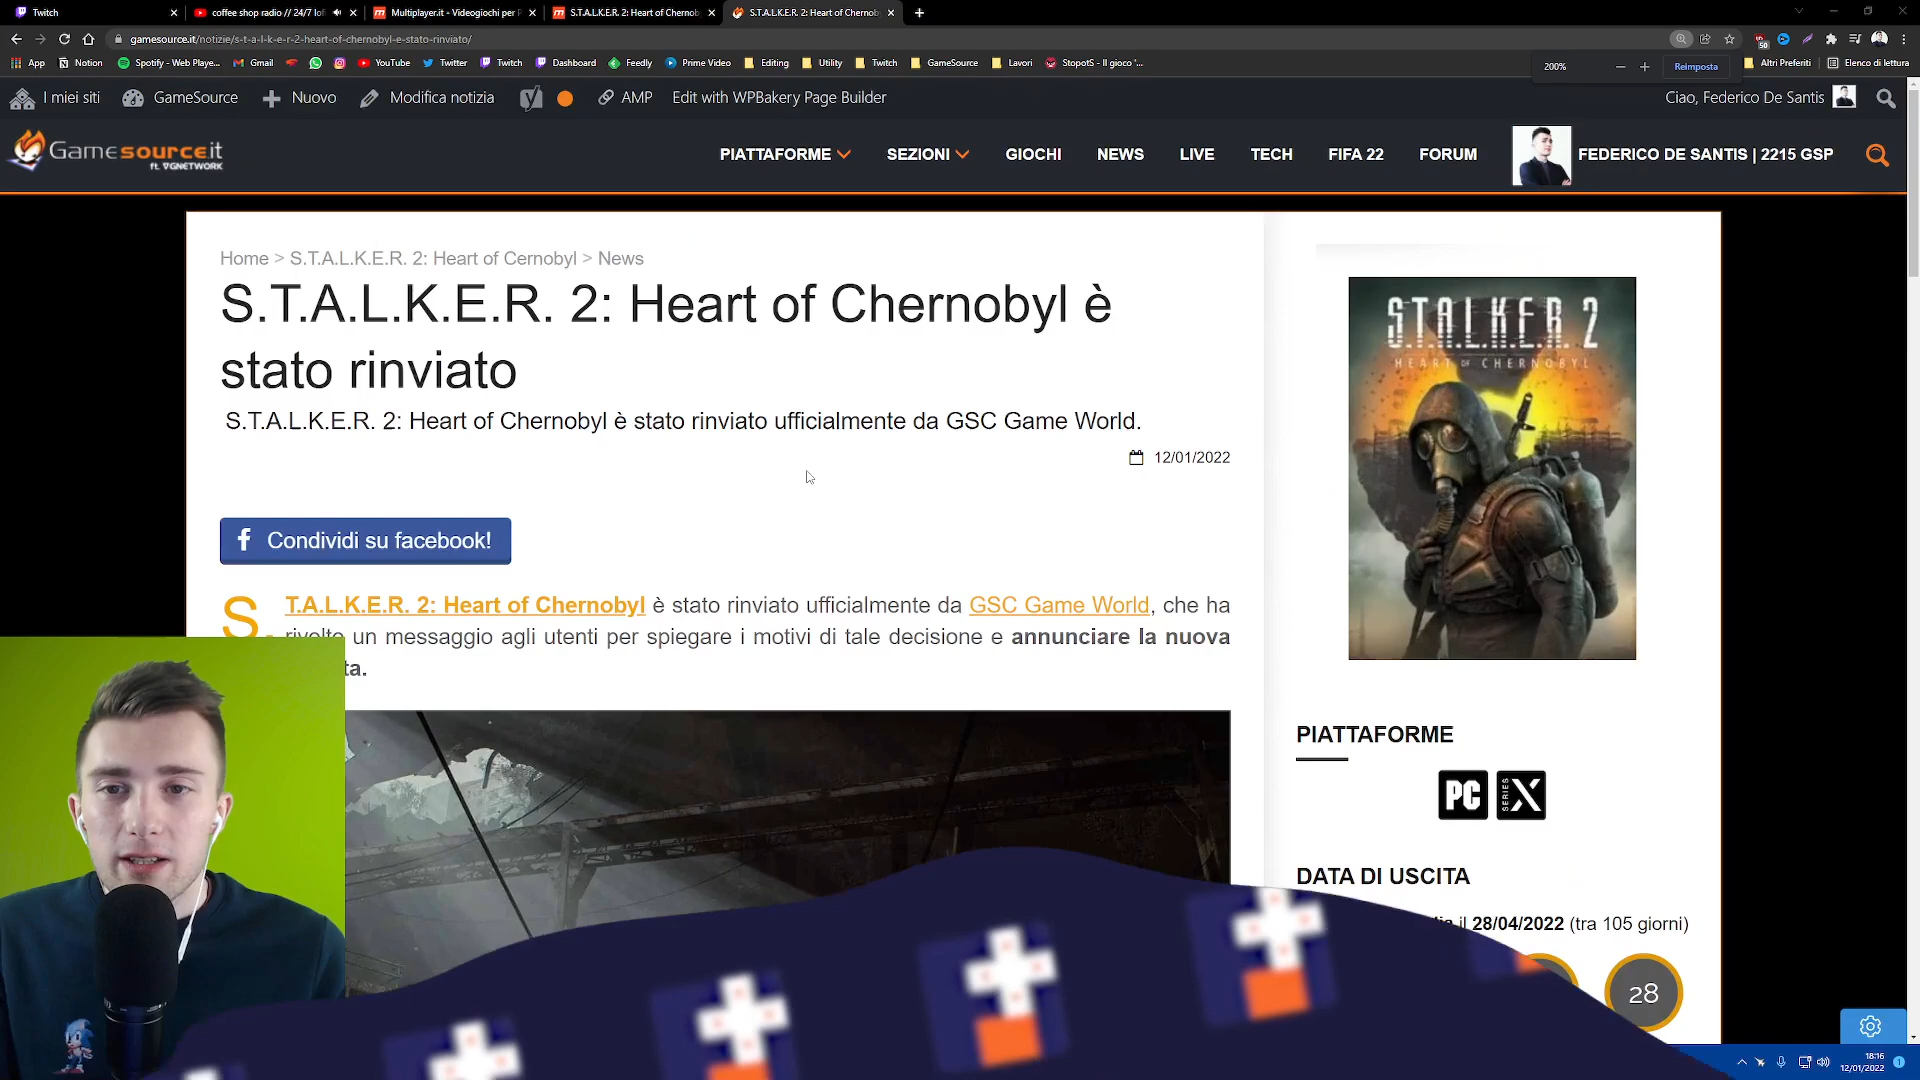 Twitch
coffee shop radio // 24/7 lof
Multiplayer.it - Videogiochi per P
S.T.A.L.K.E.R. 2: Heart of Chernob
S.T.A.L.K.E.R. 2: Heart of Chernob
gamesource.it/notizie/s-t-a-l-k-e-r-2-heart-of-chernobyl-e-stato-rinviato/
50
App
Notion
Spotify - Web Playe...
Gmail
YouTube
Twitter
Twitch
Dashboard
Feedly
Prime Video
Editing
Utility
Twitch
GameSource
Lavori
StopotS - Il gioco '...
200%
Reimposta
Altri Preferiti
Elenco di lettura
I miei siti
GameSource
Nuovo
Modifica notizia
AMP
Edit with WPBakery Page Builder
Ciao, Federico De Santis
Gamesource.it
ft. VGNETWORK
PIATTAFORME
SEZIONI
GIOCHI
NEWS
LIVE
TECH
FIFA 22
FORUM
FEDERICO DE SANTIS | 2215 GSP
Home > S.T.A.L.K.E.R. 2: Heart of Cernobyl > News
S.T.A.L.K.E.R. 2: Heart of Chernobyl è
stato rinviato
S.T.A.L.K.E.R. 2: Heart of Chernobyl è stato rinviato ufficialmente da GSC Game World.
12/01/2022
Condividi su facebook!
S.T.A.L.K.E.R. 2: Heart of Chernobyl è stato rinviato ufficialmente da GSC Game World, che ha
rivolto un messaggio agli utenti per spiegare i motivi di tale decisione e annunciare la nuova
ta.
S.T.A.L.K.E.R. 2
HEART OF CHERNOBYL
PIATTAFORME
PC
SERIES X
DATA DI USCITA
il 28/04/2022 (tra 105 giorni)
28
18:16
12/01/2022
1